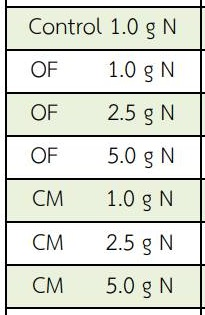 Control 1.0 g N
OF 1.0 g N
OF 2.5 g N
OF 5.0 g N
CM 1.0 g N
CM 2.5 g N
CM 5.0 g N